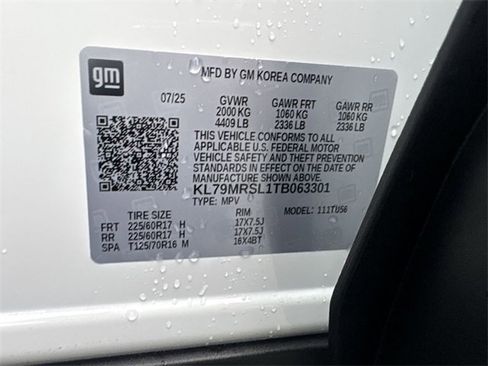 gm
MFD BY GM KOREA COMPANY
07/25 GVWR GAWR FRT GAWR RR
2000 KG 1060 KG 1060 KG
4409 LB 2336 LB 2336 LB
THIS VEHICLE CONFORMS TO ALL
APPLICABLE U.S. FEDERAL MOTOR
VEHICLE SAFETY AND THEFT PREVENTION
STANDARDS IN EFFECT ON THE DATE OF
MANUFACTURE SHOWN ABOVE.
KL79MRSL1TB063301
TYPE: MPV MODEL: 111TU56
TIRE SIZE RIM
FRT 225/60R17 H 17X7.5J
RR 225/60R17 H 17X7.5J
SPA T125/70R16 M 16X4BT